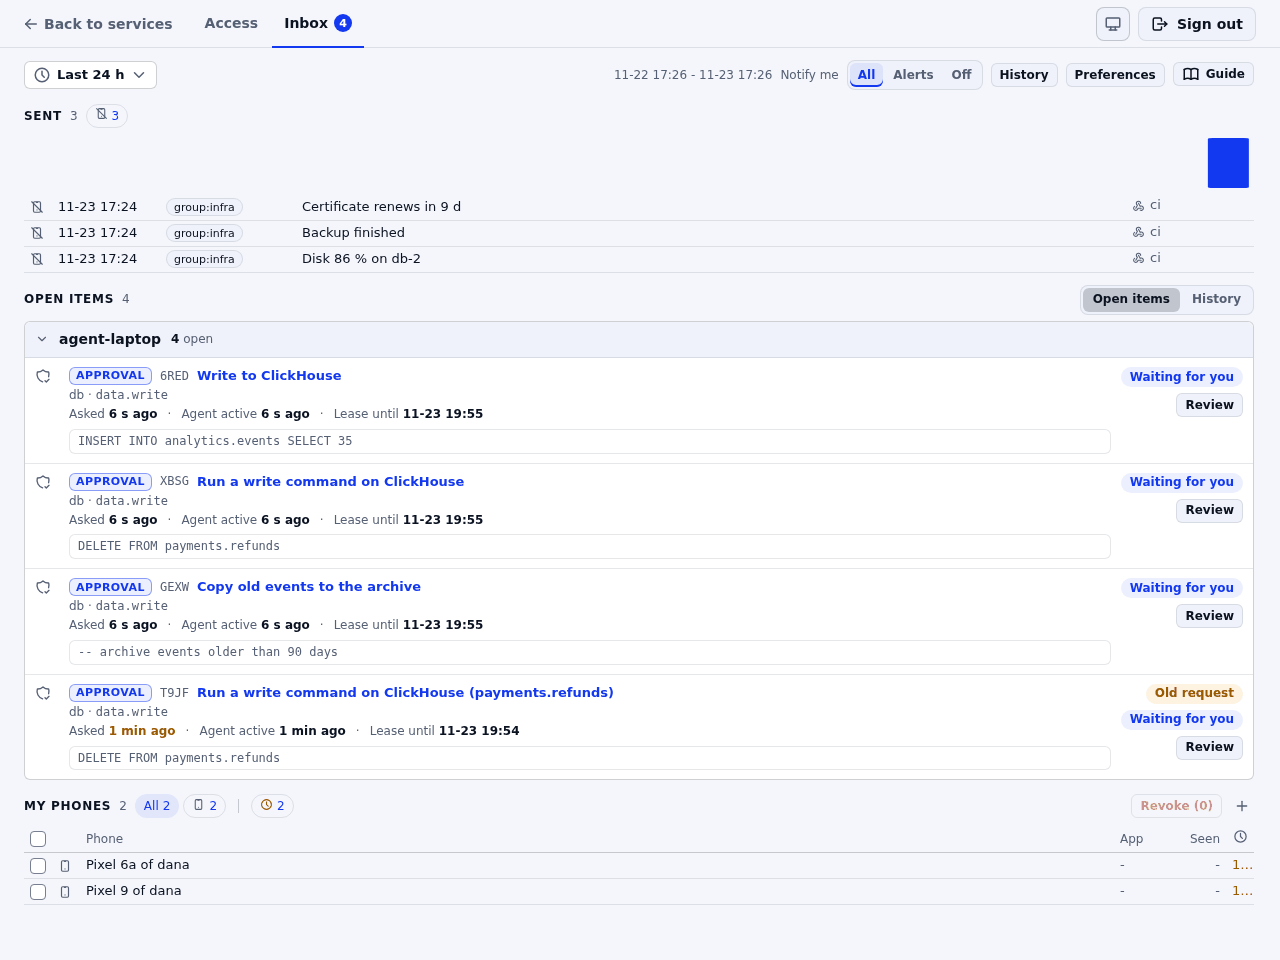 Back to services Access Inbox 4 Sign out
Last 24 h 11-22 17:26 - 11-23 17:26 Notify me All Alerts Off History Preferences Guide
SENT 3 3
11-23 17:24 group:infra Certificate renews in 9 d ci
11-23 17:24 group:infra Backup finished ci
11-23 17:24 group:infra Disk 86 % on db-2 ci
OPEN ITEMS 4 Open items History
agent-laptop 4 open
APPROVAL 6RED Write to ClickHouse Waiting for you
db · data.write
Review
Asked 6 s ago · Agent active 6 s ago · Lease until 11-23 19:55
INSERT INTO analytics.events SELECT 35
APPROVAL XBSG Run a write command on ClickHouse Waiting for you
db · data.write
Review
Asked 6 s ago · Agent active 6 s ago · Lease until 11-23 19:55
DELETE FROM payments.refunds
APPROVAL GEXW Copy old events to the archive Waiting for you
db · data.write
Review
Asked 6 s ago · Agent active 6 s ago · Lease until 11-23 19:55
-- archive events older than 90 days
APPROVAL T9JF Run a write command on ClickHouse (payments.refunds) Old request
db · data.write Waiting for you
Asked 1 min ago · Agent active 1 min ago · Lease until 11-23 19:54
Review
DELETE FROM payments.refunds
MY PHONES 2 All 2 2 2 Revoke (0)
Phone App Seen
Pixel 6a of dana - - 1...
Pixel 9 of dana - - 1...